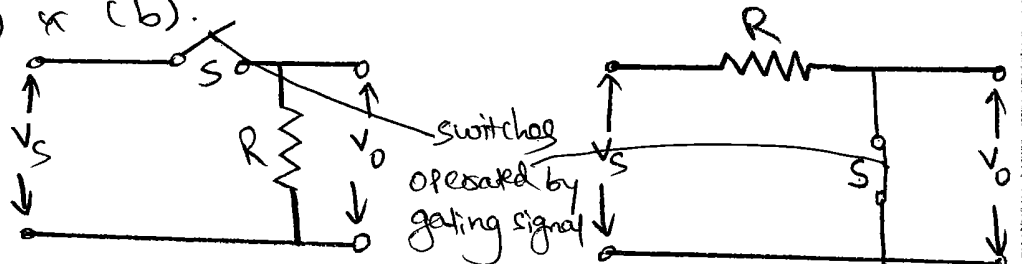 ) x (b).
R
S
Vs
R
Vo
switches
operated by
gating signal
Vs
S
Vo